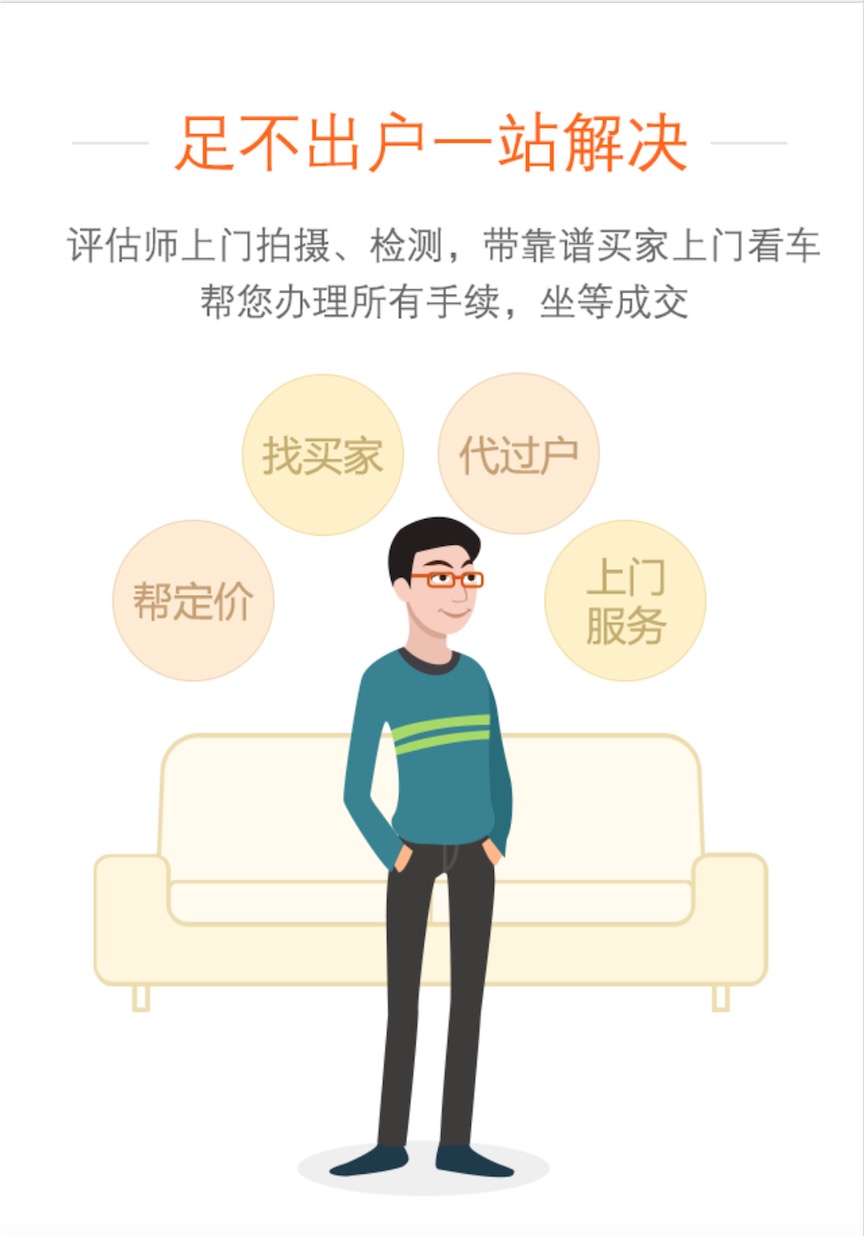 足不出户一站解决
评估师上门拍摄、检测，带靠谱买家上门看车
帮您办理所有手续，坐等成交
找买家
代过户
帮定价
上门
服务